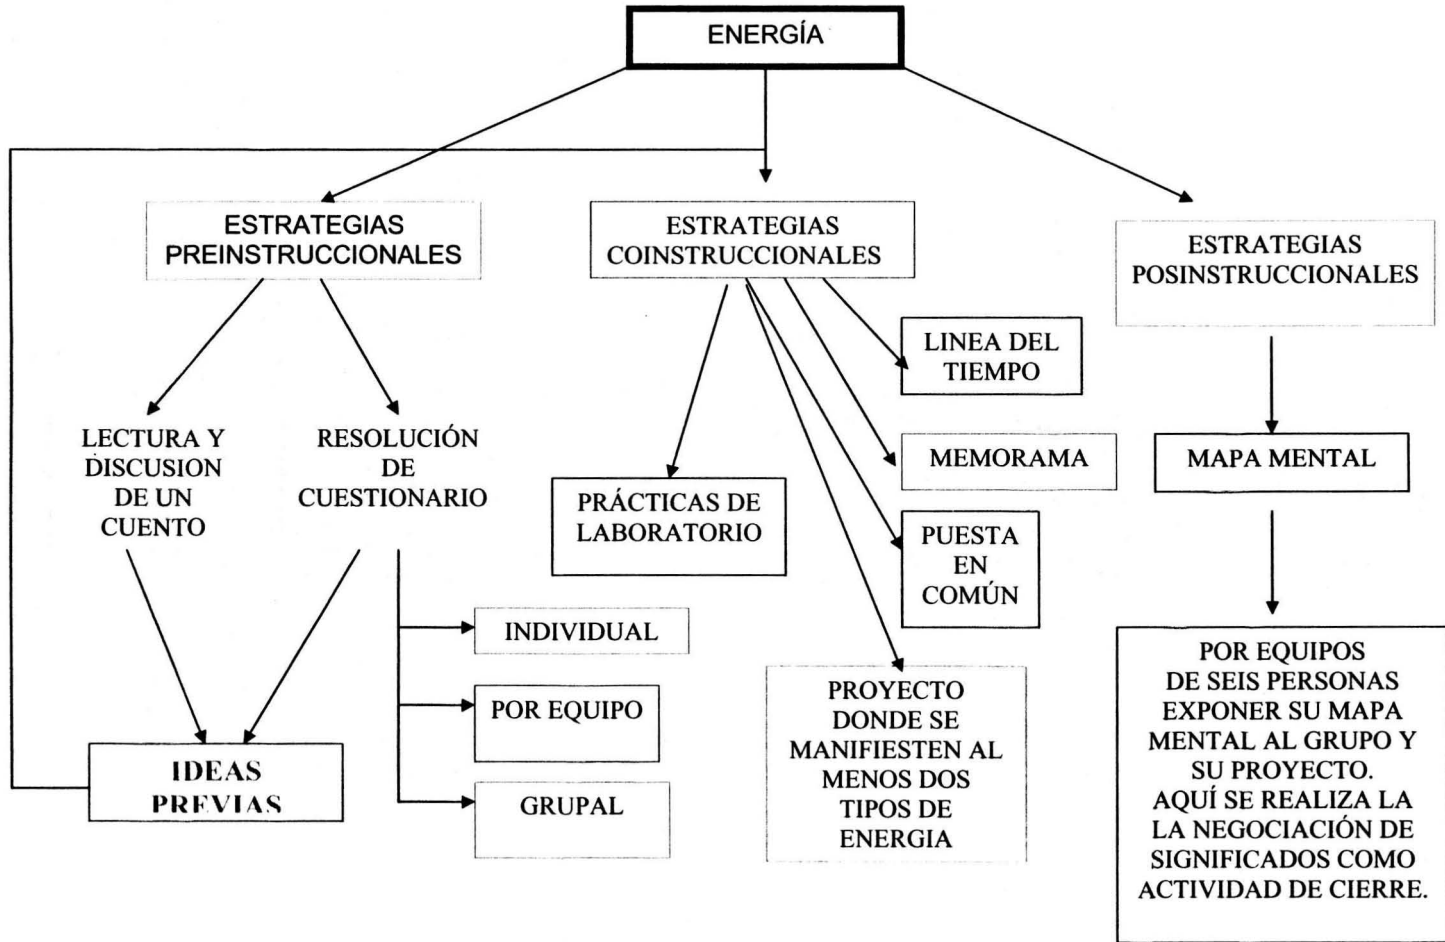 ENERGÍA
ESTRATEGIAS
PREINSTRUCCIONALES
ESTRATEGIAS
COINSTRUCCIONALES
ESTRATEGIAS
POSINSTRUCCIONALES
LECTURA Y
DISCUSION
DE UN
CUENTO
RESOLUCIÓN
DE
CUESTIONARIO
LINEA DEL
TIEMPO
MEMORAMA
MAPA MENTAL
PRÁCTICAS DE
LABORATORIO
PUESTA
EN
COMÚN
INDIVIDUAL
POR EQUIPO
GRUPAL
IDEAS
PREVIAS
PROYECTO
DONDE SE
MANIFIESTEN AL
MENOS DOS
TIPOS DE
ENERGIA
POR EQUIPOS
DE SEIS PERSONAS
EXPONER SU MAPA
MENTAL AL GRUPO Y
SU PROYECTO.
AQUÍ SE REALIZA LA
LA NEGOCIACIÓN DE
SIGNIFICADOS COMO
ACTIVIDAD DE CIERRE.